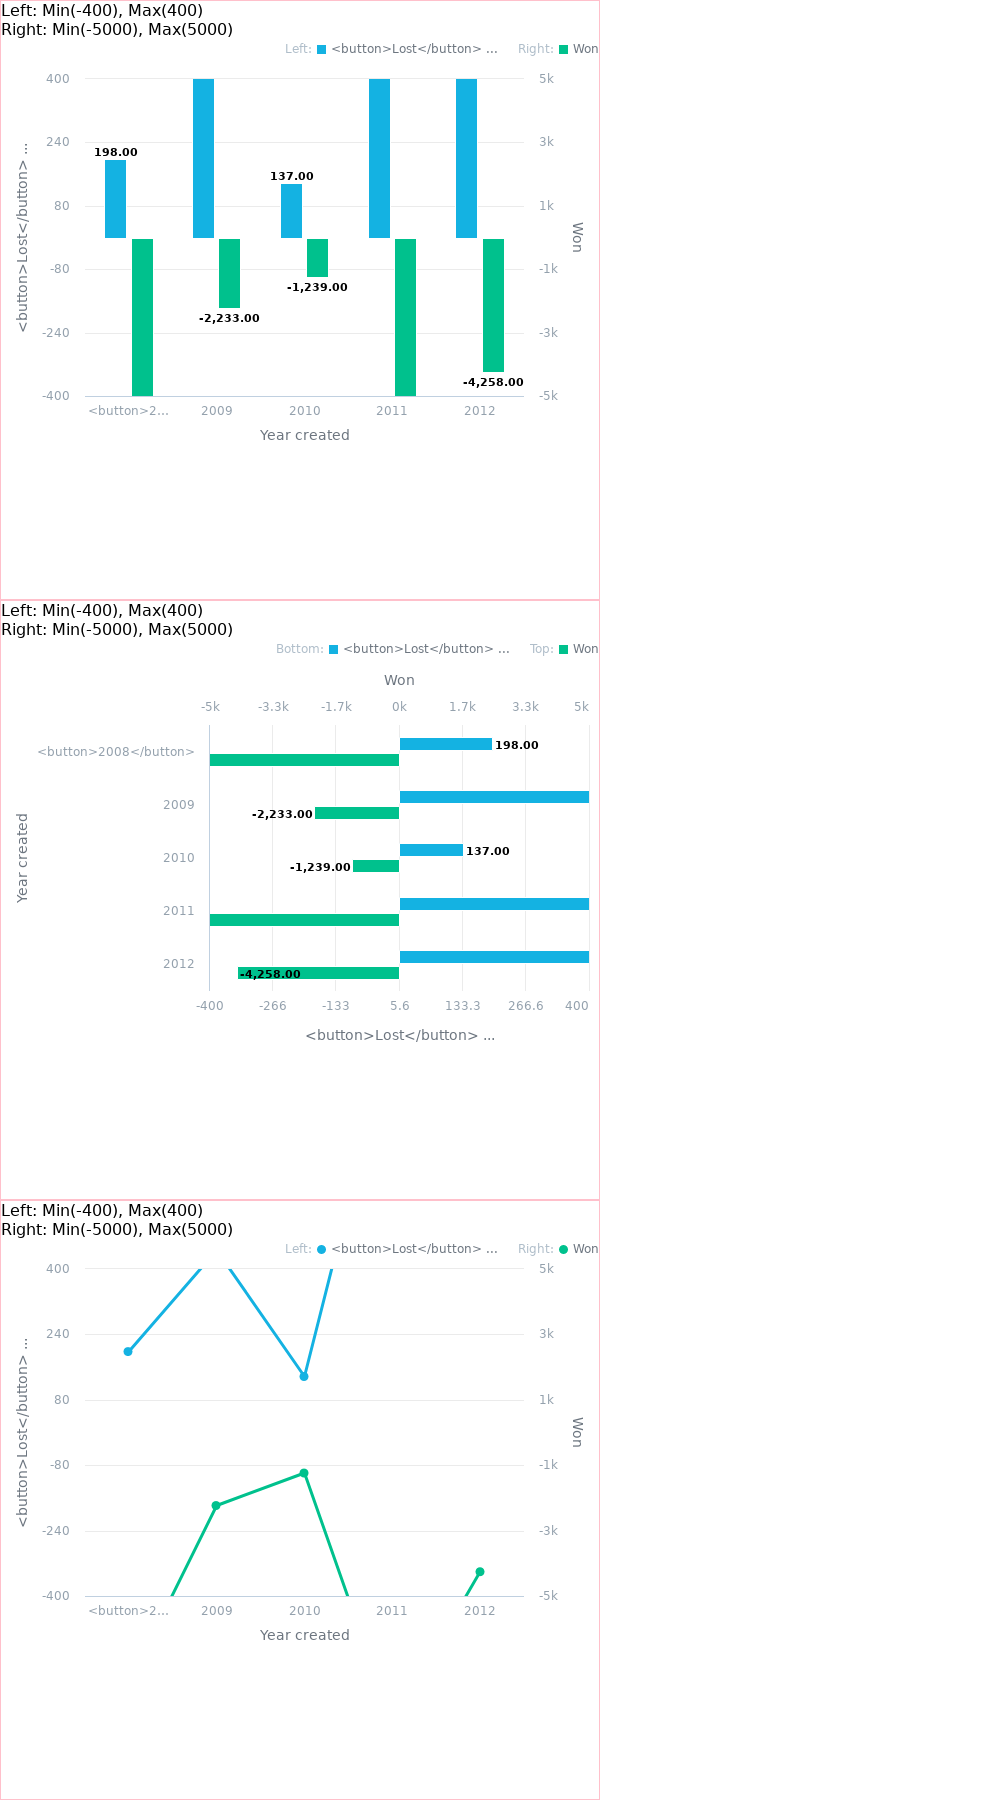 Left: Min(-400), Max(400)
Right: Min(-5000), Max(5000)
Left: <button>Lost</button> ... Right: Won
400 5k
240 3k
198.00
137.00
80 1k
<button>Lost</button> ...
Won
-80 -1k
-1,239.00
-2,233.00
-240 -3k
-4,258.00
-400 -5k
<button>2... 2009 2010 2011 2012
Year created
Left: Min(-400), Max(400)
Right: Min(-5000), Max(5000)
Bottom: <button>Lost</button> ... Top: Won
Won
-5k -3.3k -1.7k 0k 1.7k 3.3k 5k
<button>2008</button> 198.00
2009
-2,233.00
Year created
2010 137.00
-1,239.00
2011
2012
-4,258.00
-400 -266 -133 5.6 133.3 266.6 400
<button>Lost</button> ...
Left: Min(-400), Max(400)
Right: Min(-5000), Max(5000)
Left: <button>Lost</button> ... Right: Won
400 5k
240 3k
80 1k
<button>Lost</button> ...
Won
-80 -1k
-240 -3k
-400 -5k
<button>2... 2009 2010 2011 2012
Year created